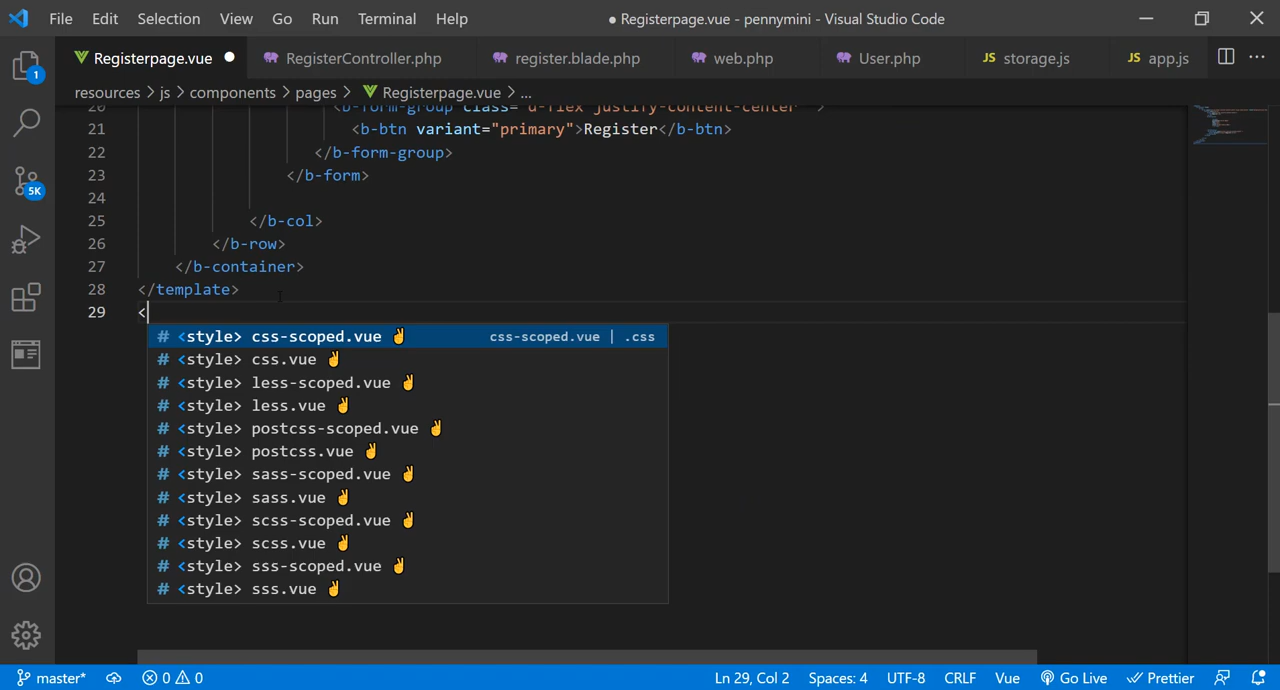 File Edit Selection View Go Run Terminal Help ● Registerpage.vue - pennymini - Visual Studio Code
1 Registerpage.vue RegisterController.php register.blade.php web.php User.php JS storage.js JS app.js ...
resources > js > components > pages > Registerpage.vue > ...
20 <b-form-group class="d-flex justify-content-center">
21 <b-btn variant="primary">Register</b-btn>
22 </b-form-group>
23 </b-form>
5K
24
25 </b-col>
26 </b-row>
27 </b-container>
28 </template>
29 <
# <style> css-scoped.vue ✌ css-scoped.vue | .css
# <style> css.vue ✌
# <style> less-scoped.vue ✌
# <style> less.vue ✌
# <style> postcss-scoped.vue ✌
# <style> postcss.vue ✌
# <style> sass-scoped.vue ✌
# <style> sass.vue ✌
# <style> scss-scoped.vue ✌
# <style> scss.vue ✌
# <style> sss-scoped.vue ✌
# <style> sss.vue ✌
master* 0 0 Ln 29, Col 2 Spaces: 4 UTF-8 CRLF Vue Go Live Prettier